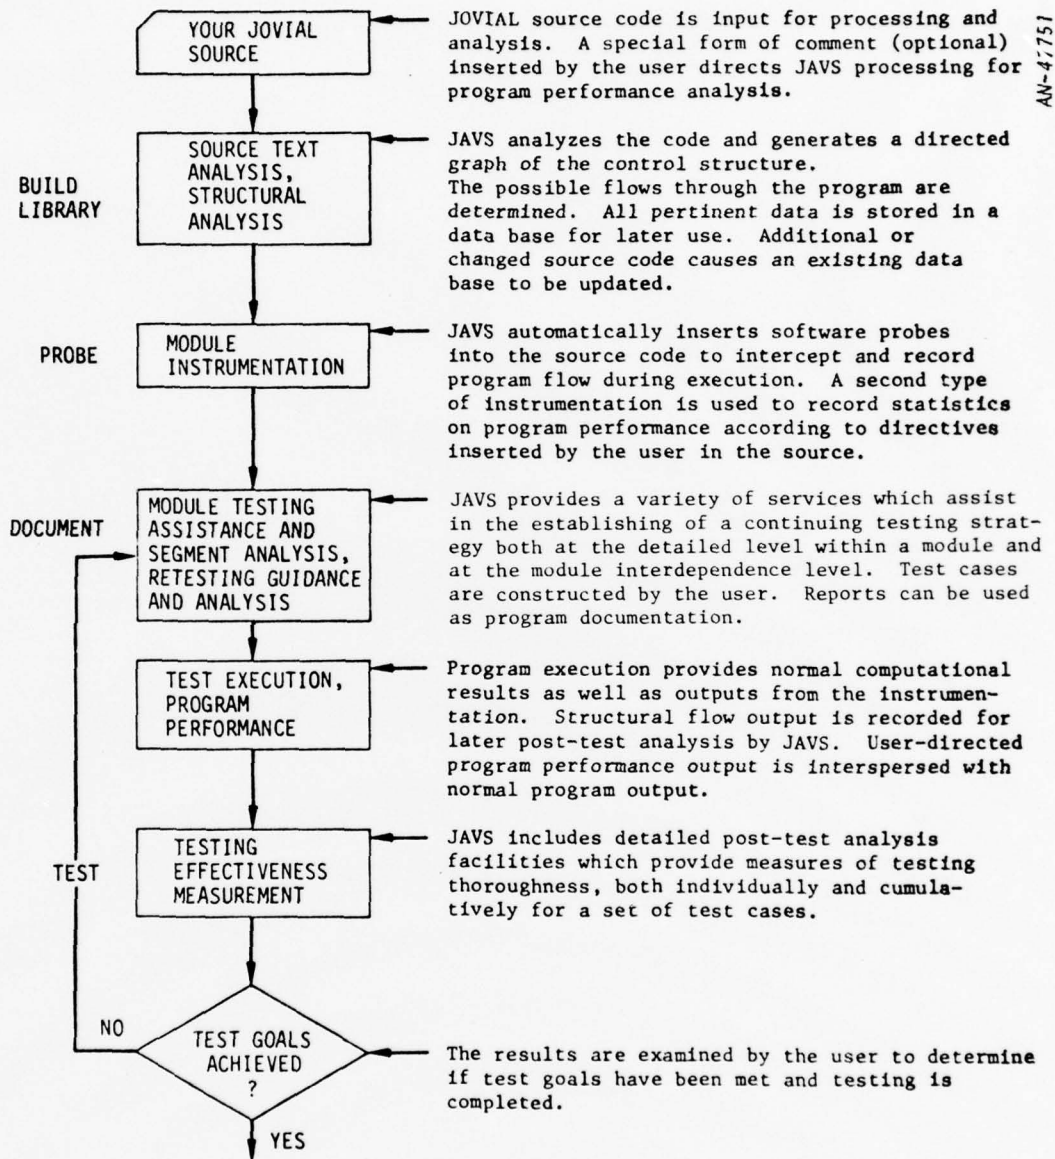 YOUR JOVIAL
SOURCE
JOVIAL source code is input for processing and
analysis. A special form of comment (optional)
inserted by the user directs JAVS processing for
program performance analysis.
AN-47751
BUILD
LIBRARY
SOURCE TEXT
ANALYSIS,
STRUCTURAL
ANALYSIS
JAVS analyzes the code and generates a directed
graph of the control structure.
The possible flows through the program are
determined. All pertinent data is stored in a
data base for later use. Additional or
changed source code causes an existing data
base to be updated.
PROBE
MODULE
INSTRUMENTATION
JAVS automatically inserts software probes
into the source code to intercept and record
program flow during execution. A second type
of instrumentation is used to record statistics
on program performance according to directives
inserted by the user in the source.
DOCUMENT
MODULE TESTING
ASSISTANCE AND
SEGMENT ANALYSIS,
RETESTING GUIDANCE
AND ANALYSIS
JAVS provides a variety of services which assist
in the establishing of a continuing testing strat-
egy both at the detailed level within a module and
at the module interdependence level. Test cases
are constructed by the user. Reports can be used
as program documentation.
TEST EXECUTION,
PROGRAM
PERFORMANCE
Program execution provides normal computational
results as well as outputs from the instrumen-
tation. Structural flow output is recorded for
later post-test analysis by JAVS. User-directed
program performance output is interspersed with
normal program output.
TEST
TESTING
EFFECTIVENESS
MEASUREMENT
JAVS includes detailed post-test analysis
facilities which provide measures of testing
thoroughness, both individually and cumula-
tively for a set of test cases.
NO
TEST GOALS
ACHIEVED
?
The results are examined by the user to determine
if test goals have been met and testing is
completed.
YES